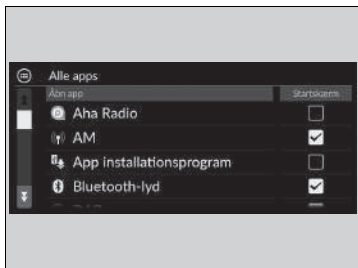 Alle apps
Åbn app Startskærm
Aha Radio
AM
App installationsprogram
Bluetooth-lyd